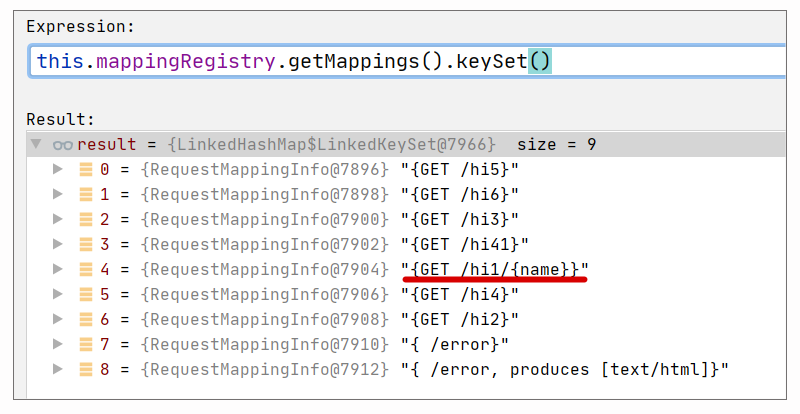 Expression:
this.mappingRegistry.getMappings().keySet()
Result:
result = {LinkedHashMap$LinkedKeySet@7966} size = 9
0 = {RequestMappingInfo@7896} "{GET /hi5}"
1 = {RequestMappingInfo@7898} "{GET /hi6}"
2 = {RequestMappingInfo@7900} "{GET /hi3}"
3 = {RequestMappingInfo@7902} "{GET /hi41}"
4 = {RequestMappingInfo@7904} "{GET /hi1/{name}}"
5 = {RequestMappingInfo@7906} "{GET /hi4}"
6 = {RequestMappingInfo@7908} "{GET /hi2}"
7 = {RequestMappingInfo@7910} "{ /error}"
8 = {RequestMappingInfo@7912} "{ /error, produces [text/html]}"